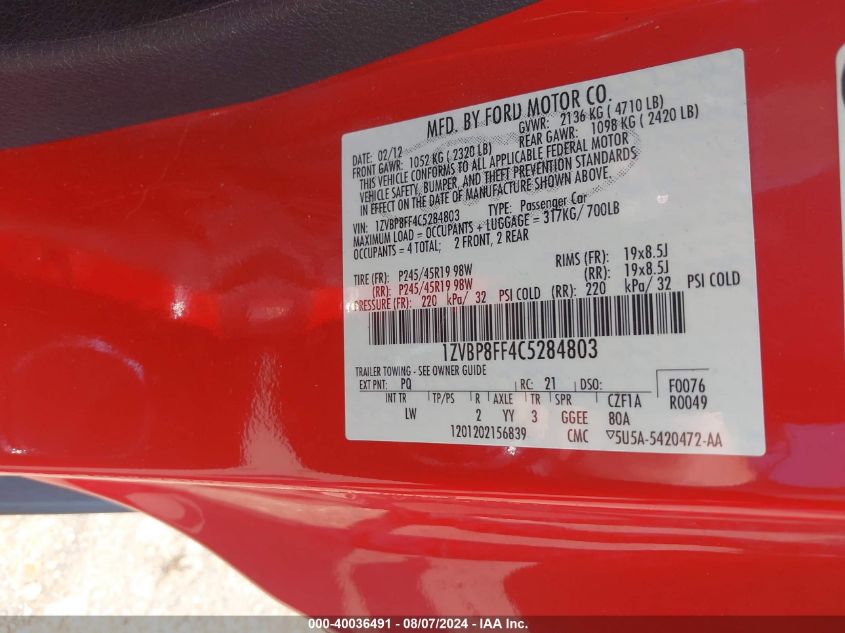 MFD. BY FORD MOTOR CO.
DATE: 02/12 GVWR: 2136 KG ( 4710 LB)
FRONT GAWR: 1052 KG ( 2320 LB) REAR GAWR: 1098 KG ( 2420 LB)
THIS VEHICLE CONFORMS TO ALL APPLICABLE FEDERAL MOTOR
VEHICLE SAFETY, BUMPER, AND THEFT PREVENTION STANDARDS
IN EFFECT ON THE DATE OF MANUFACTURE SHOWN ABOVE.
VIN: 1ZVBP8FF4C5284803 TYPE: Passenger Car
MAXIMUM LOAD = OCCUPANTS + LUGGAGE = 317KG/ 700LB
OCCUPANTS = 4 TOTAL; 2 FRONT, 2 REAR
TIRE (FR): P245/45R19 98W RIMS (FR): 19x8.5J
(RR): P245/45R19 98W (RR): 19x8.5J
PRESSURE (FR): 220 kPa/ 32 PSI COLD (RR): 220 kPa/ 32 PSI COLD
1ZVBP8FF4C5284803
TRAILER TOWING - SEE OWNER GUIDE
EXT PNT: PQ RC: 21 DSO: F0076
INT TR TP/PS R AXLE TR SPR CZF1A R0049
LW 2 YY 3 GGEE 80A
1201202156839 CMC 5U5A-5420472-AA
000-40036491 - 08/07/2024 - IAAI.com